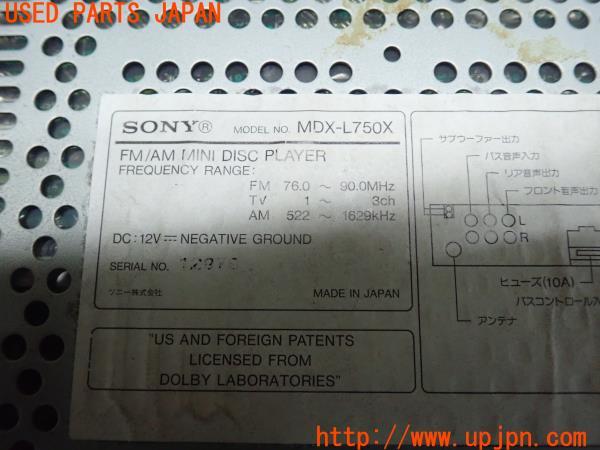 USED PARTS JAPAN
SONY® MODEL NO. MDX-L750X
FM/AM MINI DISC PLAYER
FREQUENCY RANGE:
FM 76.0 ~ 90.0MHz
TV 1 ~ 3ch
AM 522 ~ 1629kHz
DC:12V⎓NEGATIVE GROUND
SERIAL NO.
ソニー株式会社 MADE IN JAPAN
"US AND FOREIGN PATENTS
LICENSED FROM
DOLBY LABORATORIES"
サブウーファー出力
バス音声入力
リア音声出力
フロント音声出力
L
R
ヒューズ(10A)
バスコントロール入
アンテナ
http://www.upjpn.com/